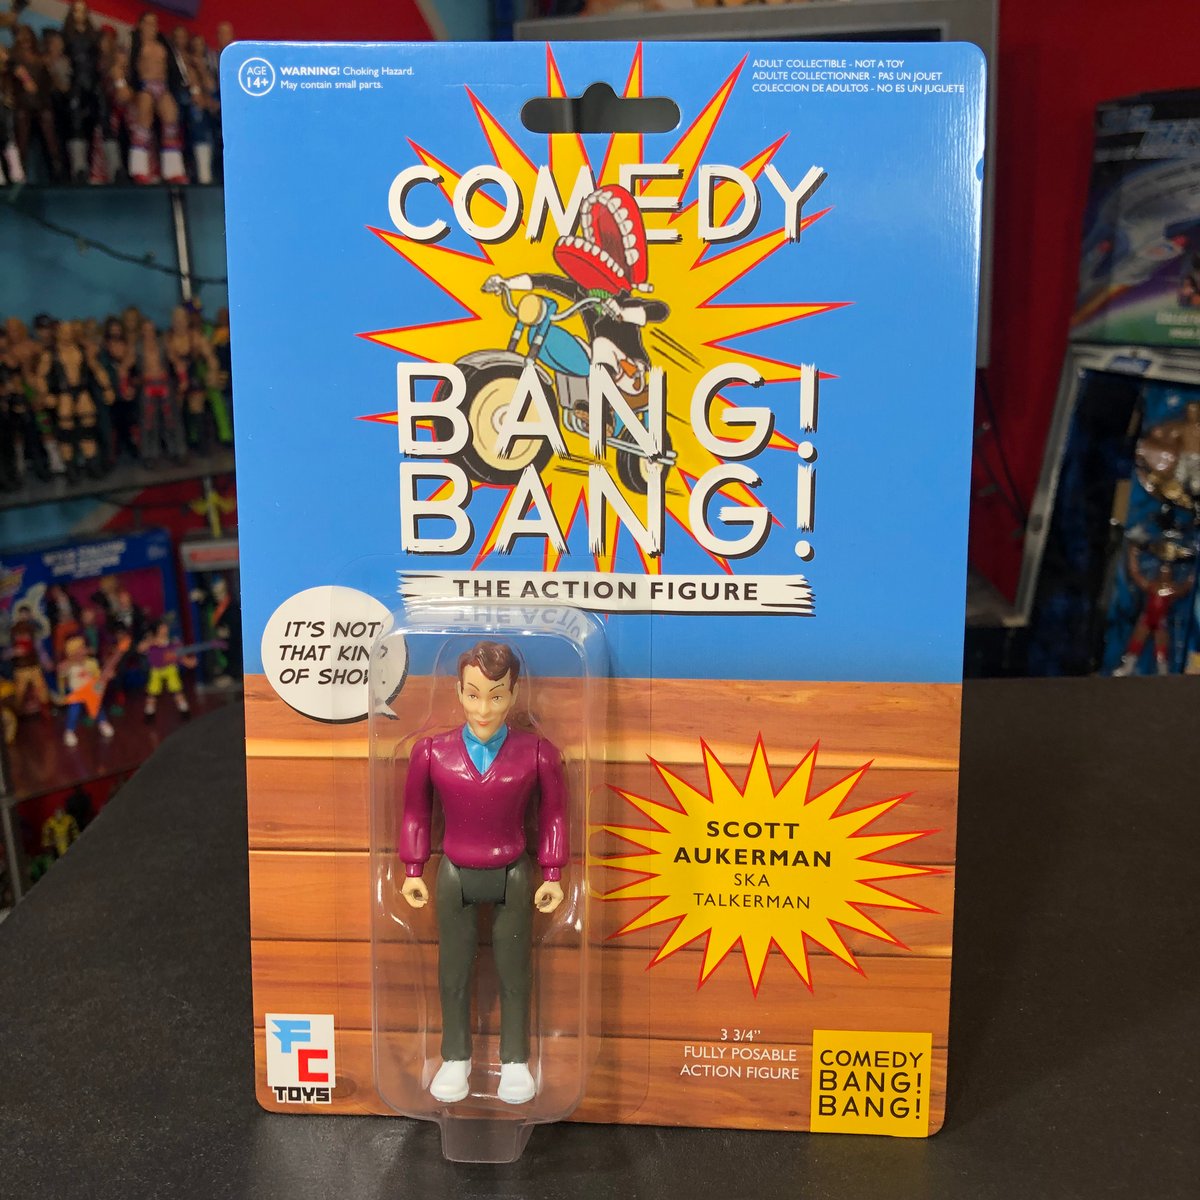 AGE
14+
WARNING! Choking Hazard.
May contain small parts.
ADULT COLLECTIBLE - NOT A TOY
ADULTE COLLECTIONNER - PAS UN JOUET
COLECCION DE ADULTOS - NO ES UN JUGUETE
COMEDY
BANG!
BANG!
THE ACTION FIGURE
IT'S NOT
THAT KIND
OF SHOW.
SCOTT
AUKERMAN
SKA
TALKERMAN
3 3/4"
FULLY POSABLE
ACTION FIGURE
FC
TOYS
COMEDY
BANG!
BANG!